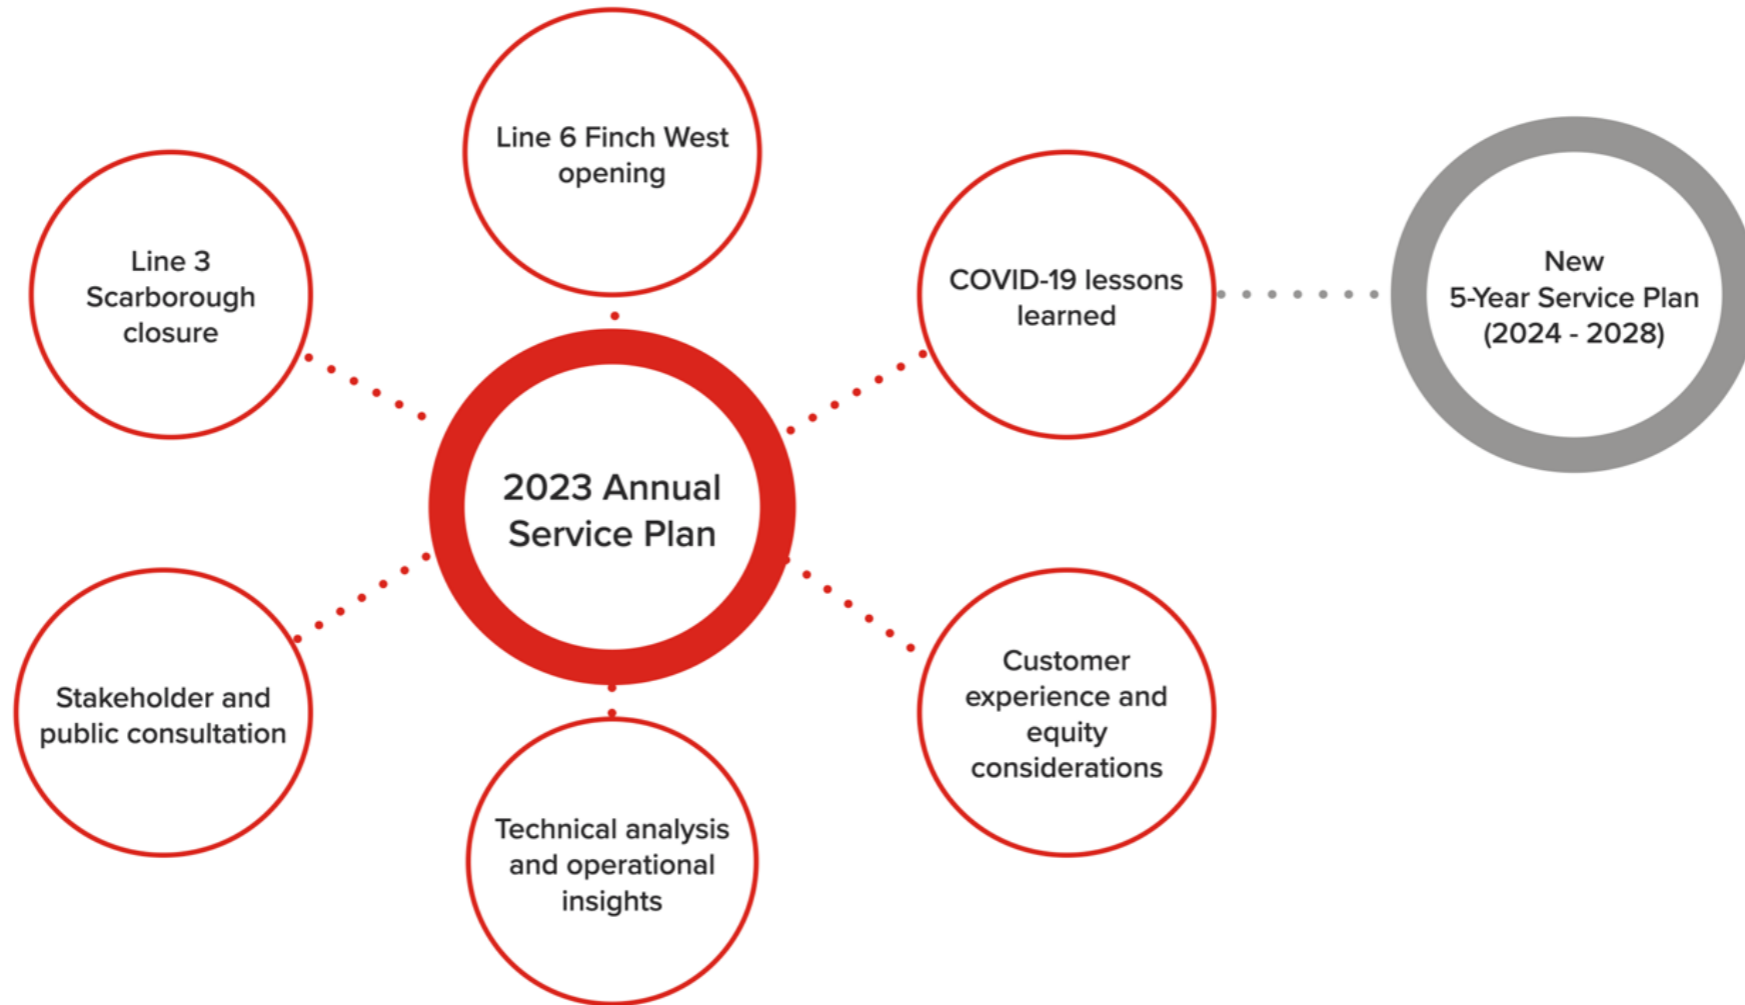 Line 6 Finch West
opening
Line 3
Scarborough
closure
COVID-19 lessons
learned
New
5-Year Service Plan
(2024 - 2028)
2023 Annual
Service Plan
Stakeholder and
public consultation
Customer
experience and
equity
considerations
Technical analysis
and operational
insights